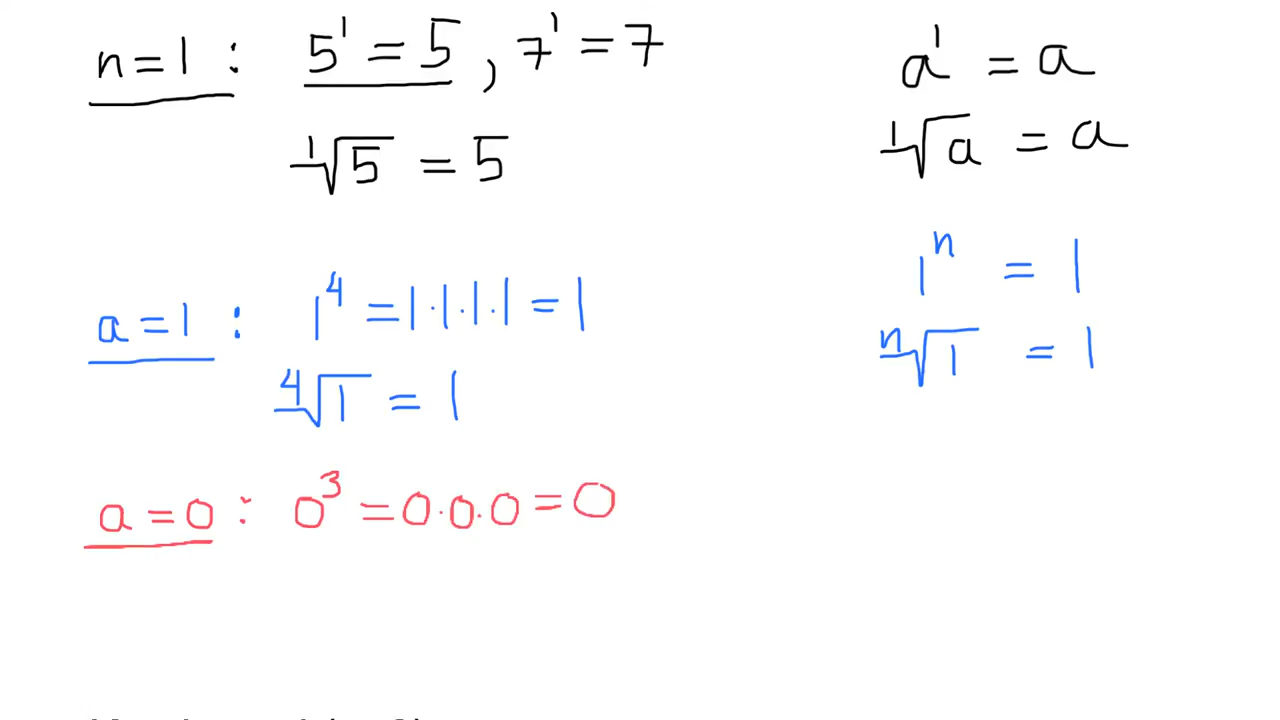 n=1 : 5¹ = 5 , 7¹ = 7
a¹ = a
¹√5 = 5
¹√a = a
1ⁿ = 1
a=1 : 1⁴ = 1·1·1·1 = 1
ⁿ√1 = 1
⁴√1 = 1
a=0 : 0³ = 0·0·0 = 0